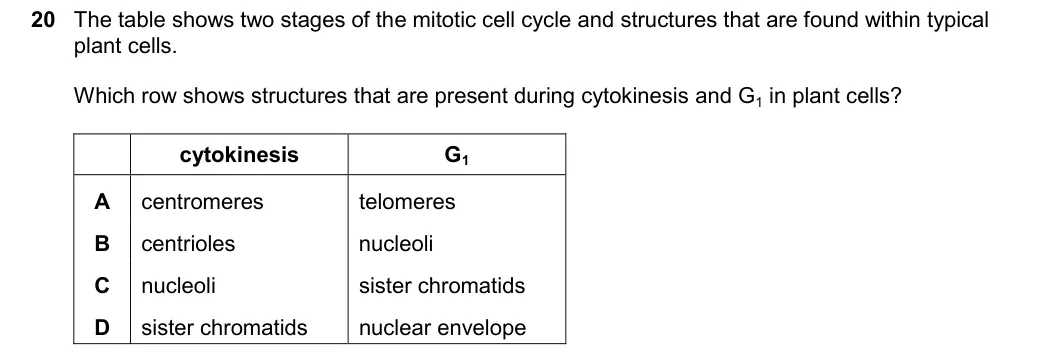 20 The table shows two stages of the mitotic cell cycle and structures that are found within typical
plant cells.
Which row shows structures that are present during cytokinesis and G₁ in plant cells?
cytokinesis G₁
A centromeres telomeres
B centrioles nucleoli
C nucleoli sister chromatids
D sister chromatids nuclear envelope